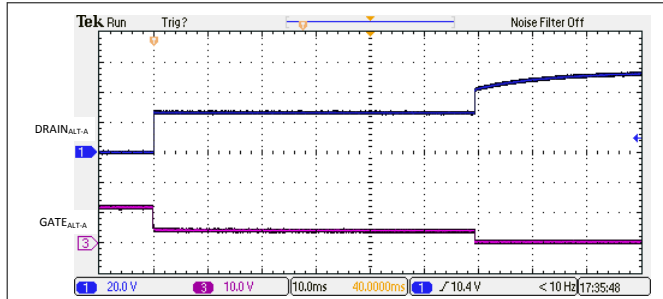 Tek Run Trig? Noise Filter Off
T
T
DRAINALT-A
1
GATEALT-A
3
1 20.0 V 3 10.0 V 10.0ms 40.0000ms 1 10.4 V < 10 Hz 17:35:48